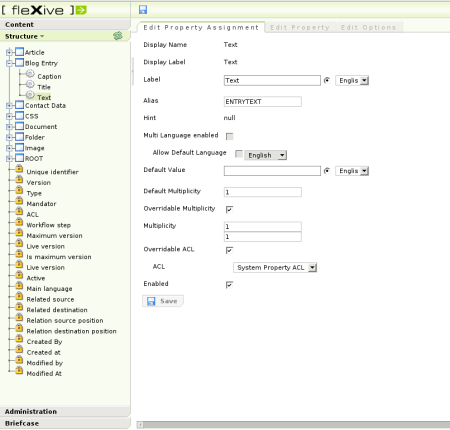 [ fleXive ]
Content
Structure
Article
Blog Entry
Caption
Title
Text
Contact Data
CSS
Document
Folder
Image
ROOT
Unique identifier
Version
Type
Mandator
ACL
Workflow step
Maximum version
Live version
Is maximum version
Live version
Active
Main language
Related source
Related destination
Relation source position
Relation destination position
Created By
Created at
Modified by
Modified At
Administration
Briefcase
Edit Property Assignment Edit Property Edit Options
Display Name Text
Display Label Text
Label Text Englis
Alias ENTRYTEXT
Hint null
Multi Language enabled
Allow Default Language English
Default Value Englis
Default Multiplicity 1
Overridable Multiplicity
Multiplicity 1
1
Overridable ACL
ACL System Property ACL
Enabled
Save